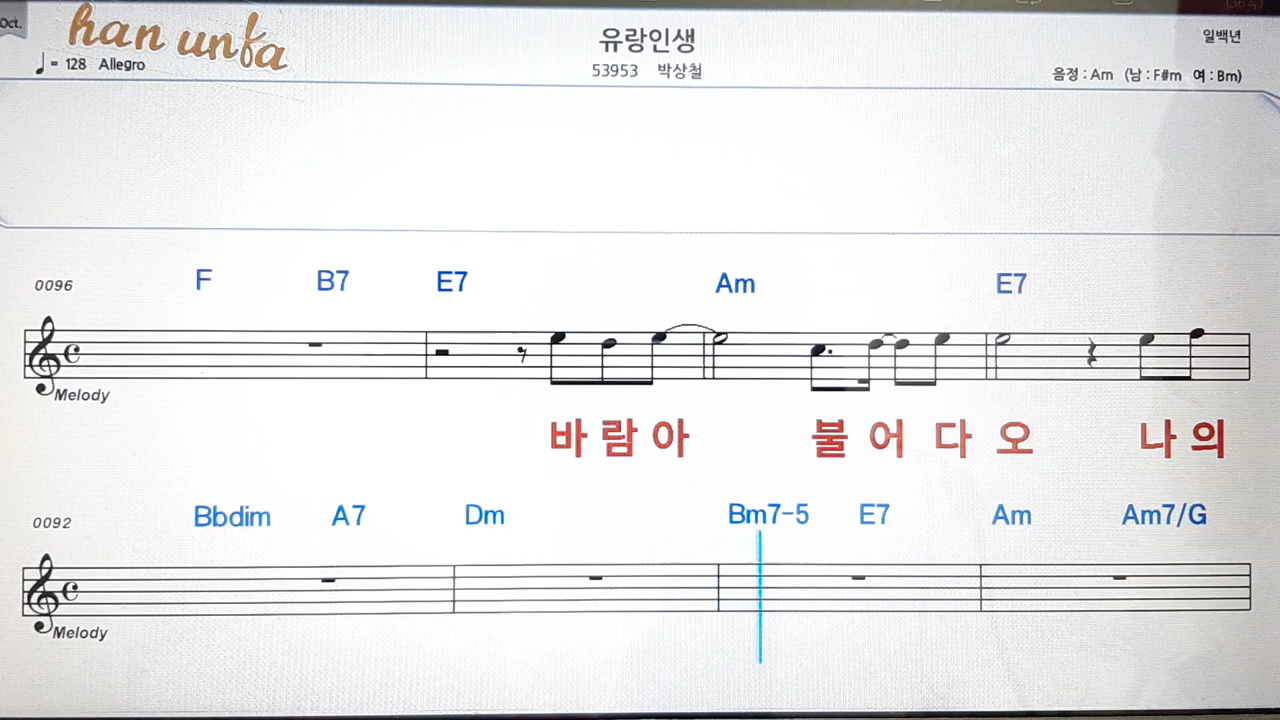 Oct.
han unfa
♩= 128 Allegro
유랑인생
53953 박상철
일백년
음정 : Am (남 : F#m 여 : Bm)
0096 F B7 E7 Am E7
Melody
바 람 아 불 어 다 오 나 의
0092 Bbdim A7 Dm Bm7-5 E7 Am Am7/G
Melody